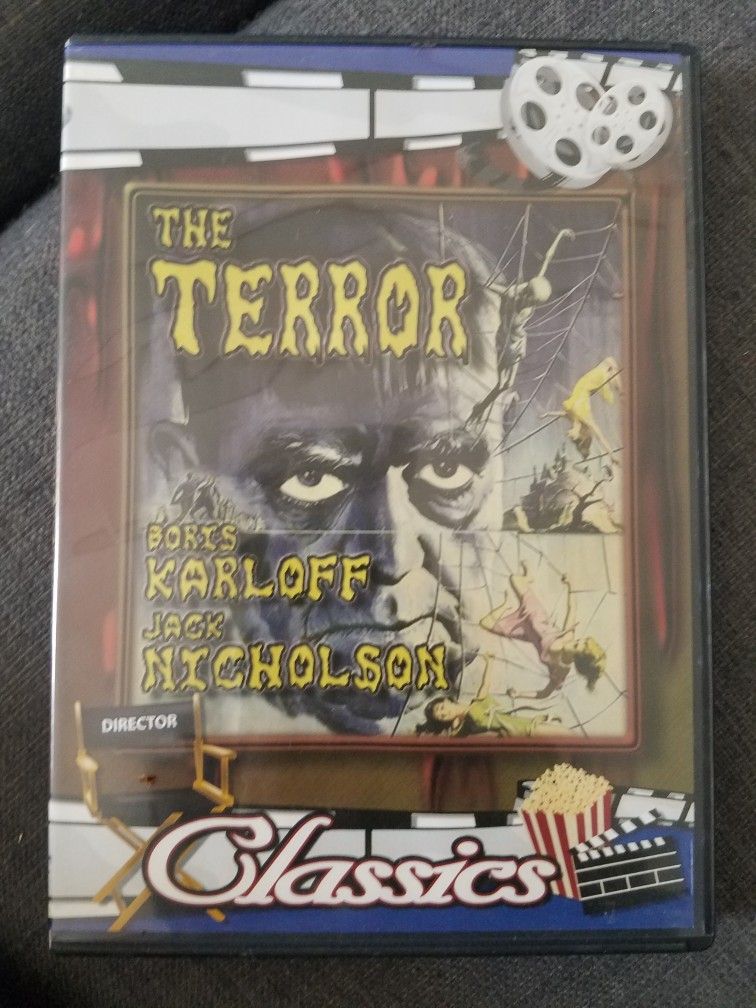 THE
TERROR
BORIS
KARLOFF
JACK
NICHOLSON
DIRECTOR
Classics